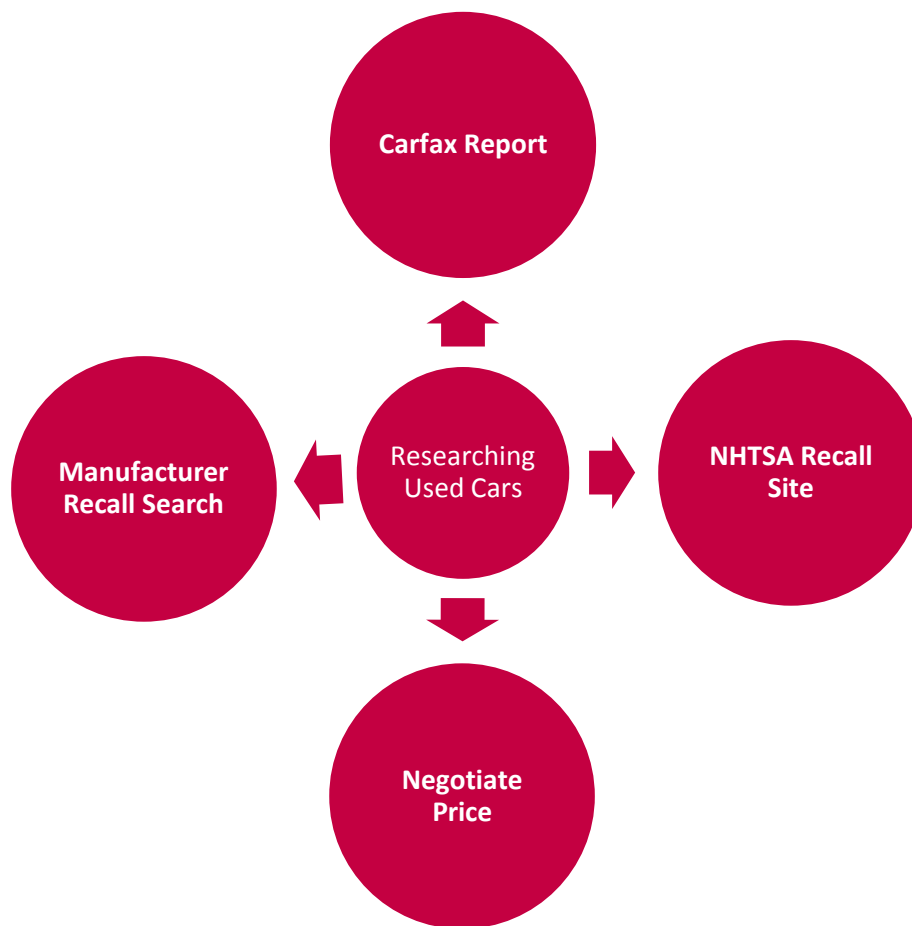 Carfax Report
Manufacturer
Recall Search
Researching
Used Cars
NHTSA Recall
Site
Negotiate
Price